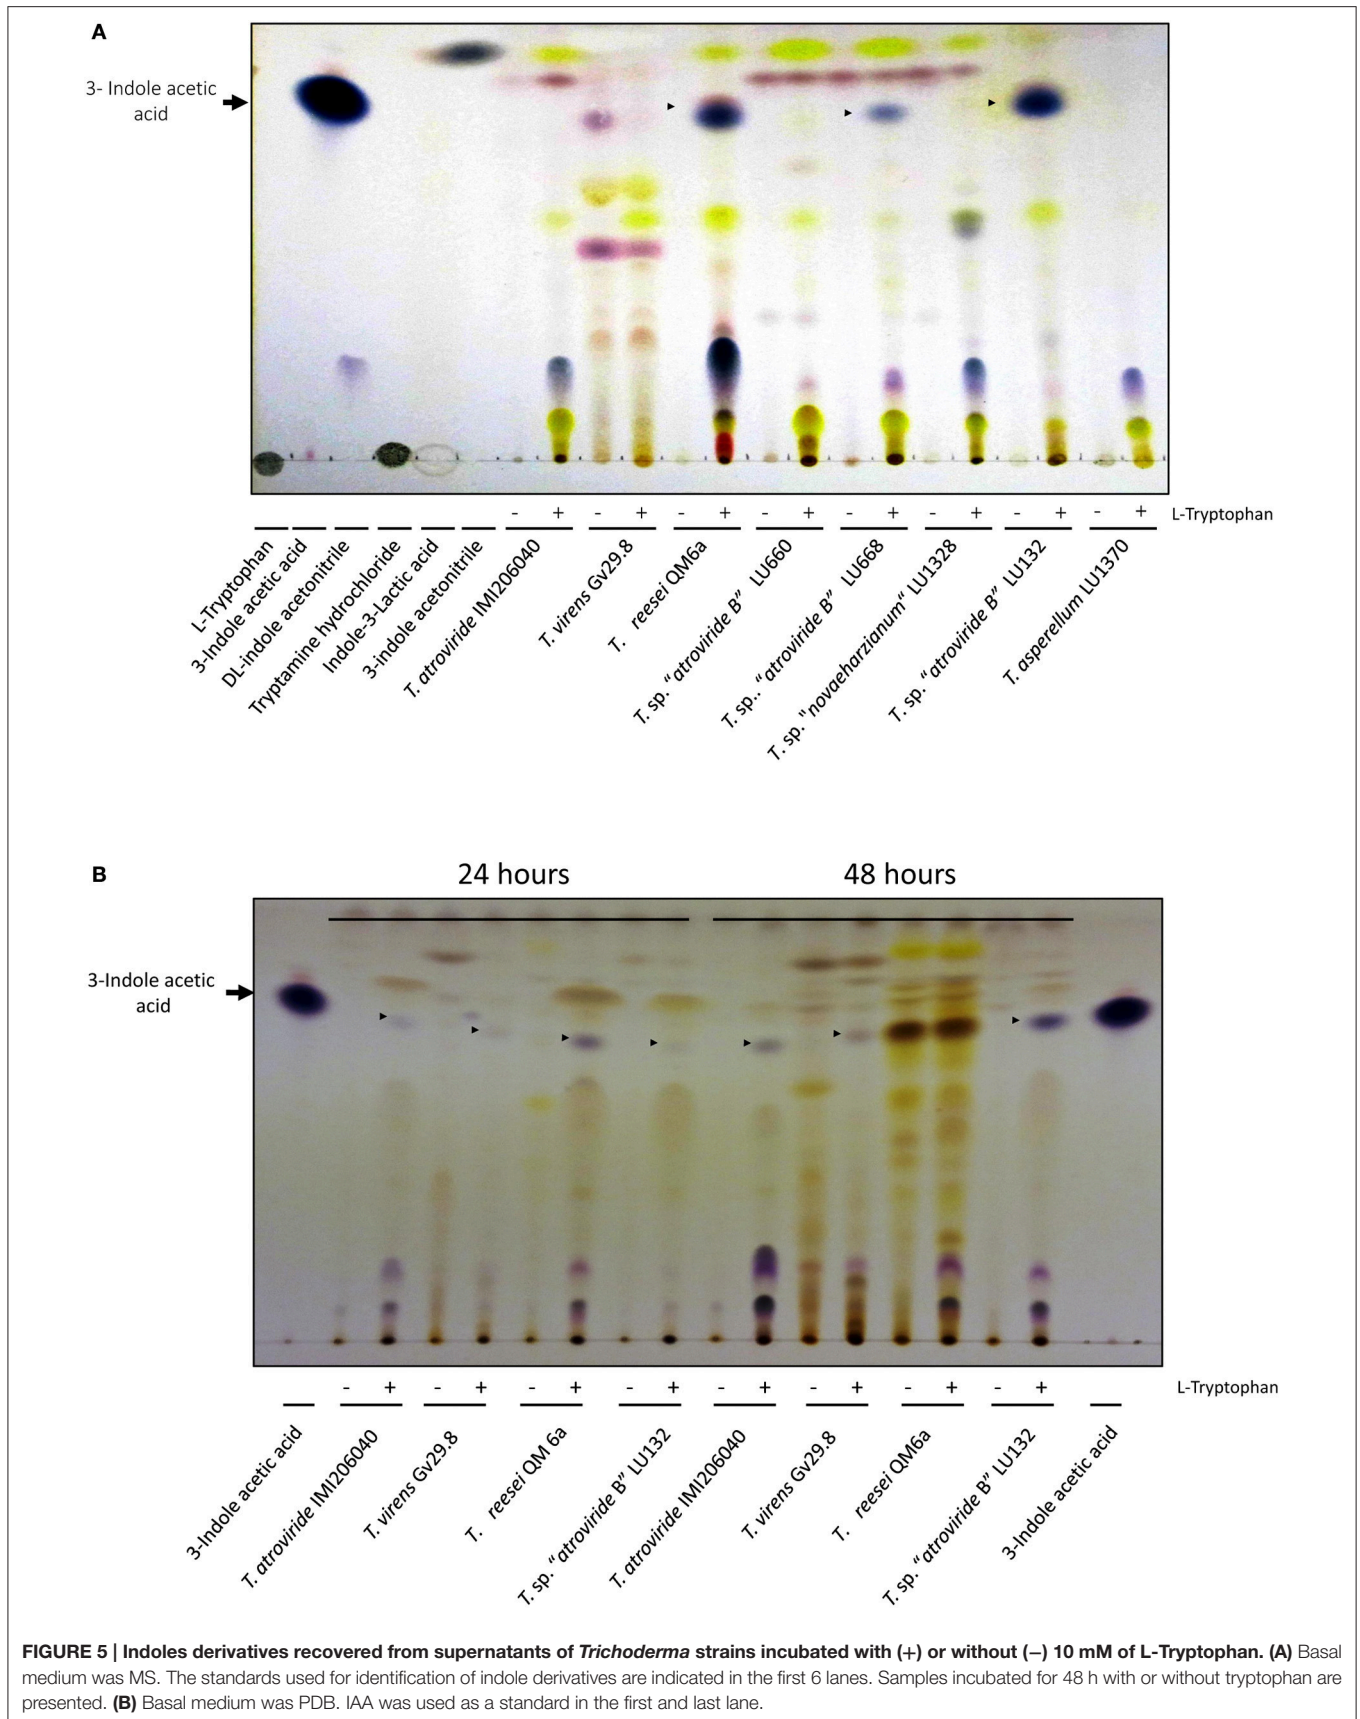 A
3- Indole acetic
acid
- + - + - + - + - + - + - + - + L-Tryptophan
L-Tryptophan
3-Indole acetic acid
DL-indole acetonitrile
Tryptamine hydrochloride
Indole-3-Lactic acid
3-indole acetonitrile
T. atroviride IMI206040
T. virens Gv29.8
T. reesei QM6a
T. sp. “atroviride B” LU660
T. sp.. “atroviride B” LU668
T. sp. "novaeharzianum“ LU1328
T. sp. “atroviride B” LU132
T. asperellum LU1370
B
24 hours 48 hours
3-Indole acetic
acid
- + - + - + - + - + - + - + - + L-Tryptophan
3-Indole acetic acid
T. atroviride IMI206040
T. virens Gv29.8
T. reesei QM 6a
T. sp. “atroviride B” LU132
T. atroviride IMI206040
T. virens Gv29.8
T. reesei QM6a
T. sp. “atroviride B” LU132
3-Indole acetic acid
FIGURE 5 | Indoles derivatives recovered from supernatants of Trichoderma strains incubated with (+) or without (−) 10 mM of L-Tryptophan. (A) Basal
medium was MS. The standards used for identification of indole derivatives are indicated in the first 6 lanes. Samples incubated for 48 h with or without tryptophan are
presented. (B) Basal medium was PDB. IAA was used as a standard in the first and last lane.